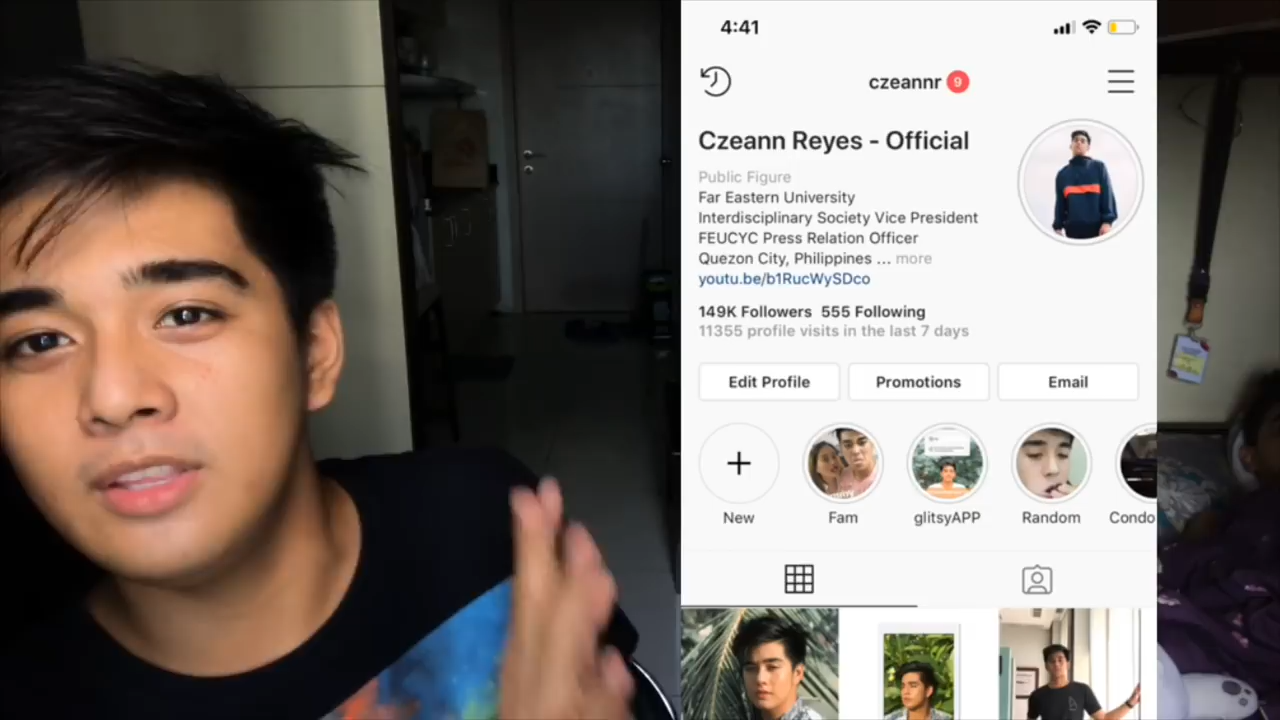 4:41
czeannr 9
Czeann Reyes - Official
Public Figure
Far Eastern University
Interdisciplinary Society Vice President
FEUCYC Press Relation Officer
Quezon City, Philippines ... more
youtu.be/b1RucWySDco
149K Followers 555 Following
11355 profile visits in the last 7 days
Edit Profile Promotions Email
New Fam glitsyAPP Random Condo